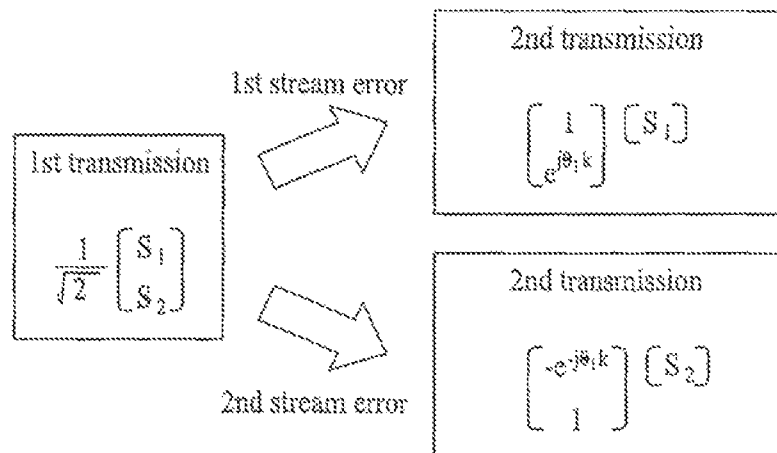 1st transmission
1
√2
S₁
S₂
1st stream error
2nd stream error
2nd transmission
1
e^{jθ₁k}
S₁
2nd transmission
-e^{-jθ₁k}
1
S₂